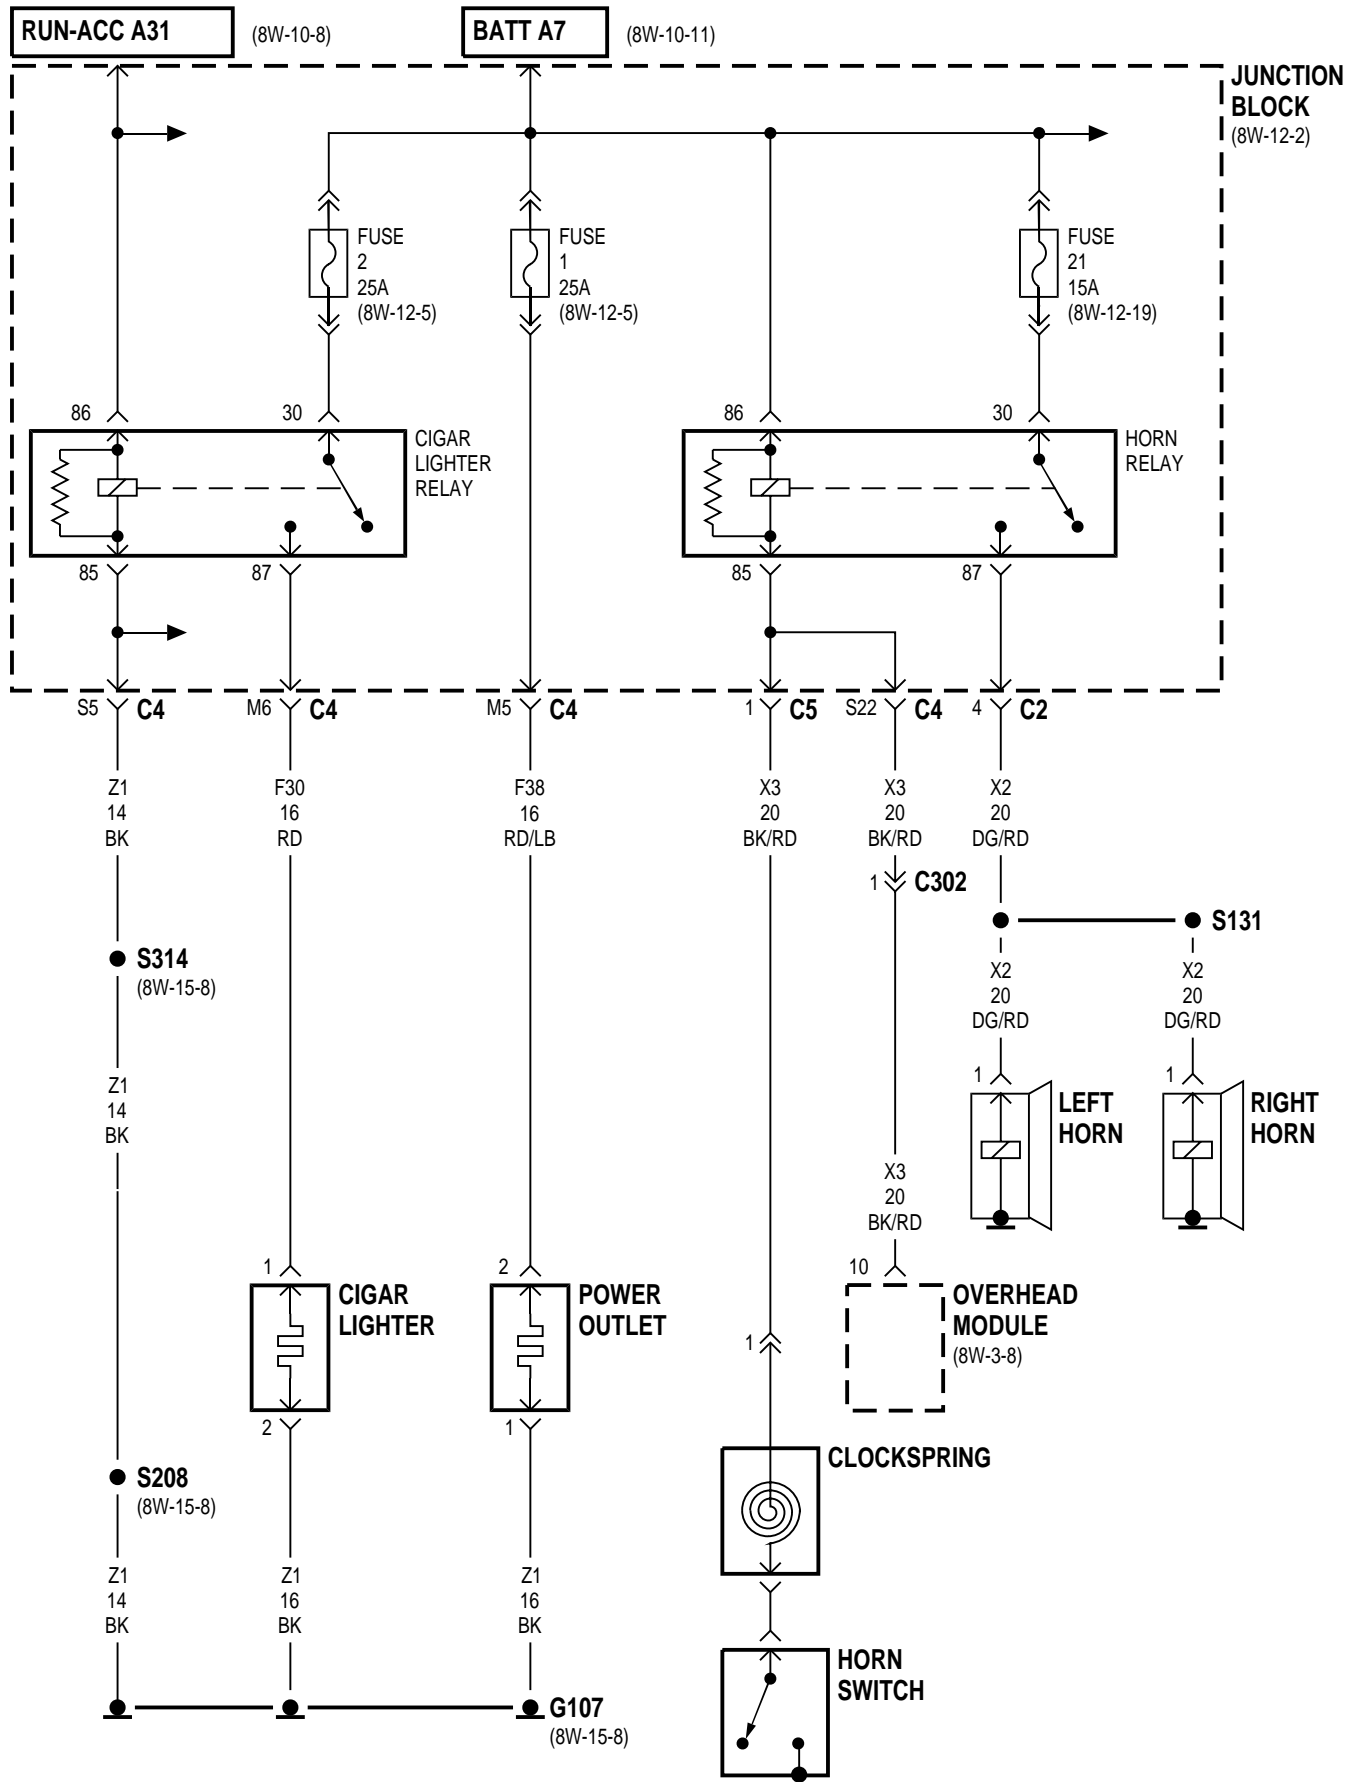 RUN-ACC A31
(8W-10-8)
BATT A7
(8W-10-11)
JUNCTION
BLOCK
(8W-12-2)
FUSE
2
25A
(8W-12-5)
FUSE
1
25A
(8W-12-5)
FUSE
21
15A
(8W-12-19)
86
30
86
30
CIGAR
LIGHTER
RELAY
HORN
RELAY
85
87
85
87
S5
C4
M6
C4
M5
C4
1
C5
S22
C4
4
C2
Z1
14
BK
F30
16
RD
F38
16
RD/LB
X3
20
BK/RD
X3
20
BK/RD
X2
20
DG/RD
1
C302
S131
S314
(8W-15-8)
X2
20
DG/RD
X2
20
DG/RD
Z1
14
BK
1
LEFT
HORN
1
RIGHT
HORN
X3
20
BK/RD
1
CIGAR
LIGHTER
2
2
POWER
OUTLET
1
10
OVERHEAD
MODULE
(8W-3-8)
1
CLOCKSPRING
S208
(8W-15-8)
Z1
14
BK
Z1
16
BK
Z1
16
BK
HORN
SWITCH
G107
(8W-15-8)